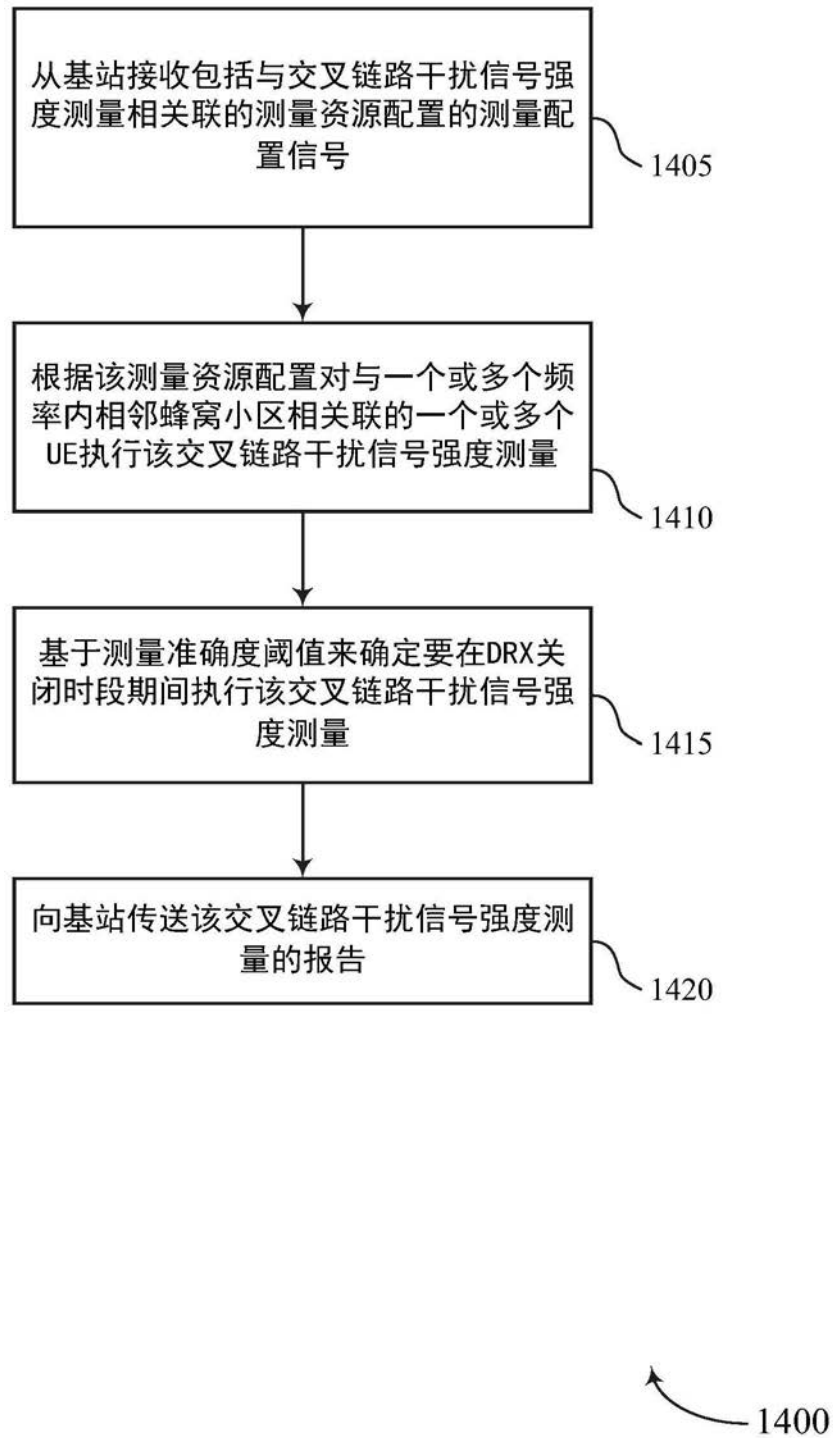 从基站接收包括与交叉链路干扰信号强
度测量相关联的测量资源配置的测量配
置信号
1405
根据该测量资源配置对与一个或多个频
率内相邻蜂窝小区相关联的一个或多个
UE执行该交叉链路干扰信号强度测量
1410
基于测量准确度阈值来确定要在DRX关
闭时段期间执行该交叉链路干扰信号强
度测量
1415
向基站传送该交叉链路干扰信号强度测
量的报告
1420
1400